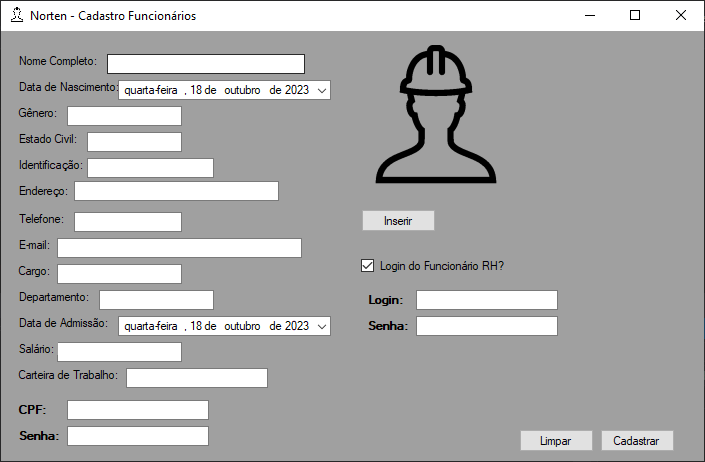 Norten - Cadastro Funcionários
Nome Completo:
Data de Nascimento: quarta-feira , 18 de outubro de 2023
Gênero:
Estado Civil:
Identificação:
Endereço:
Telefone:
E-mail:
Cargo:
Departamento:
Data de Admissão: quarta-feira , 18 de outubro de 2023
Salário:
Carteira de Trabalho:
CPF:
Senha:
Inserir
Login do Funcionário RH?
Login:
Senha:
Limpar Cadastrar